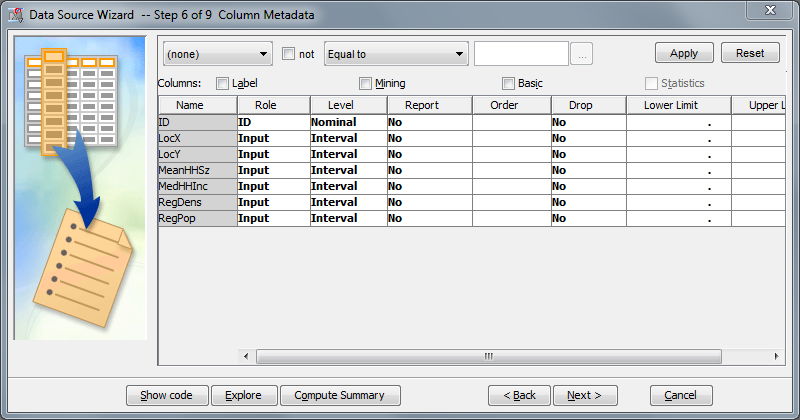 Data Source Wizard -- Step 6 of 9 Column Metadata
(none) not Equal to ... Apply Reset
Columns: Label Mining Basic Statistics
Name Role Level Report Order Drop Lower Limit Upper L
ID ID Nominal No No .
LocX Input Interval No No .
LocY Input Interval No No .
MeanHHSz Input Interval No No .
MedHHInc Input Interval No No .
RegDens Input Interval No No .
RegPop Input Interval No No .
Show code Explore Compute Summary < Back Next > Cancel